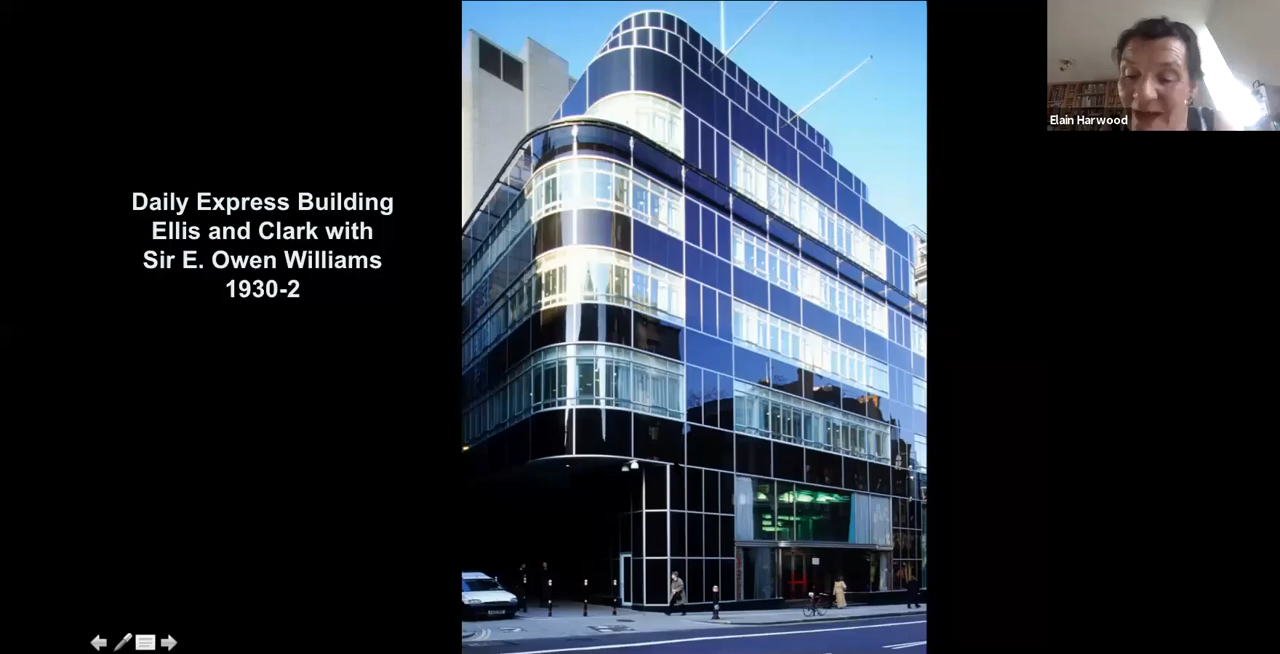 Daily Express Building
Ellis and Clark with
Sir E. Owen Williams
1930-2
Elain Harwood